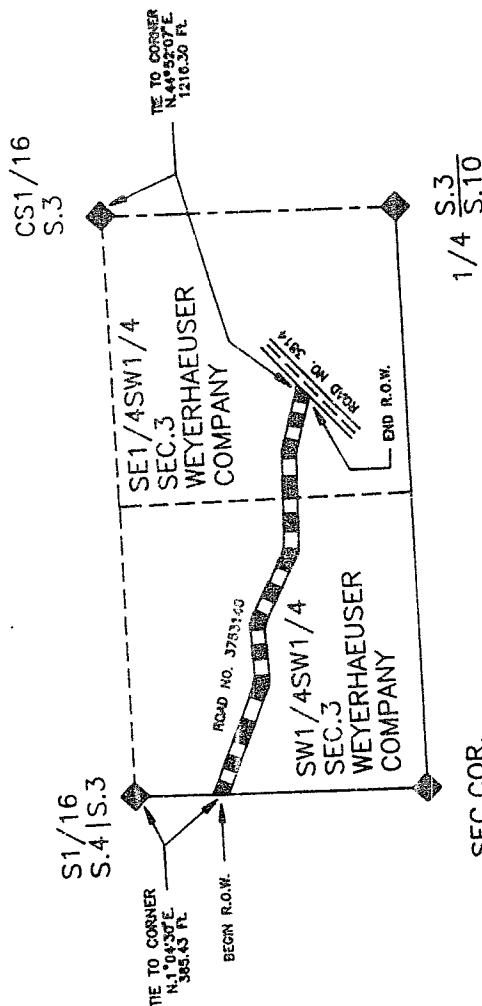 S1/16
S.4|S.3
TIE TO CORNER
N.1°04'30"E.
385.43 Ft.
BEGIN R.O.W.
CS1/16
S.3
TIE TO CORNER
N.44°52'07"E.
1216.30 Ft.
SE1/4SW1/4
SEC.3
WEYERHAEUSER
COMPANY
ROAD NO.
ROAD NO. 3814
END R.O.W.
SW1/4SW1/4
SEC.3
WEYERHAEUSER
COMPANY
SEC.COR.
1/4 S.3
S.10